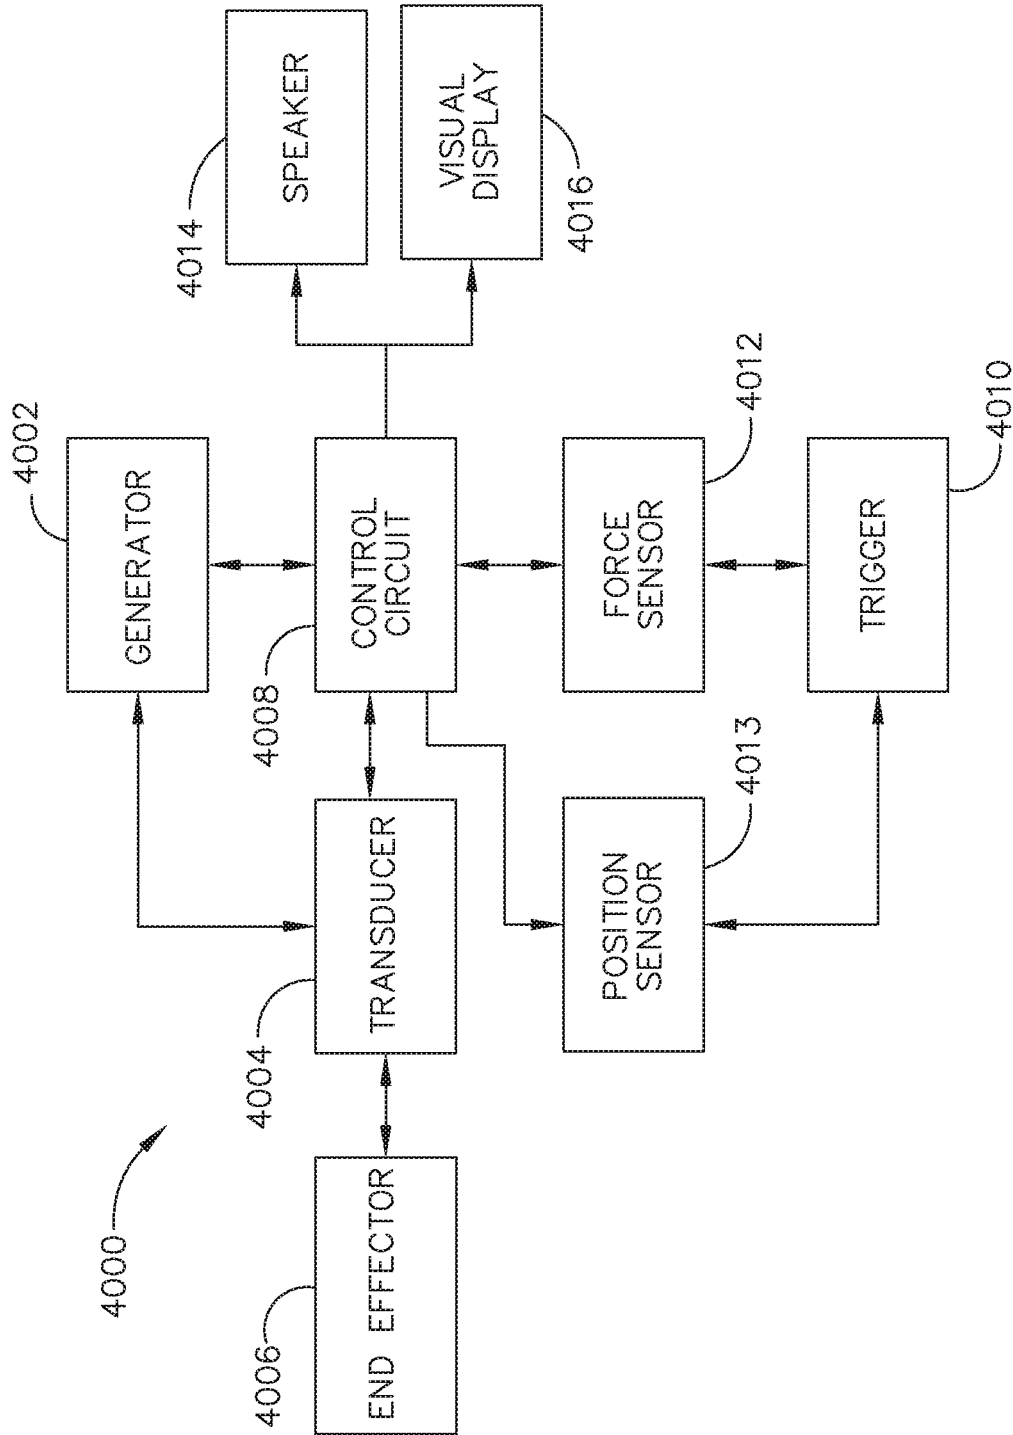 4000
4006
END EFFECTOR
4004
TRANSDUCER
4002
GENERATOR
4008
CONTROL
CIRCUIT
4014
SPEAKER
VISUAL
DISPLAY
4016
POSITION
SENSOR
4013
FORCE
SENSOR
4012
TRIGGER
4010